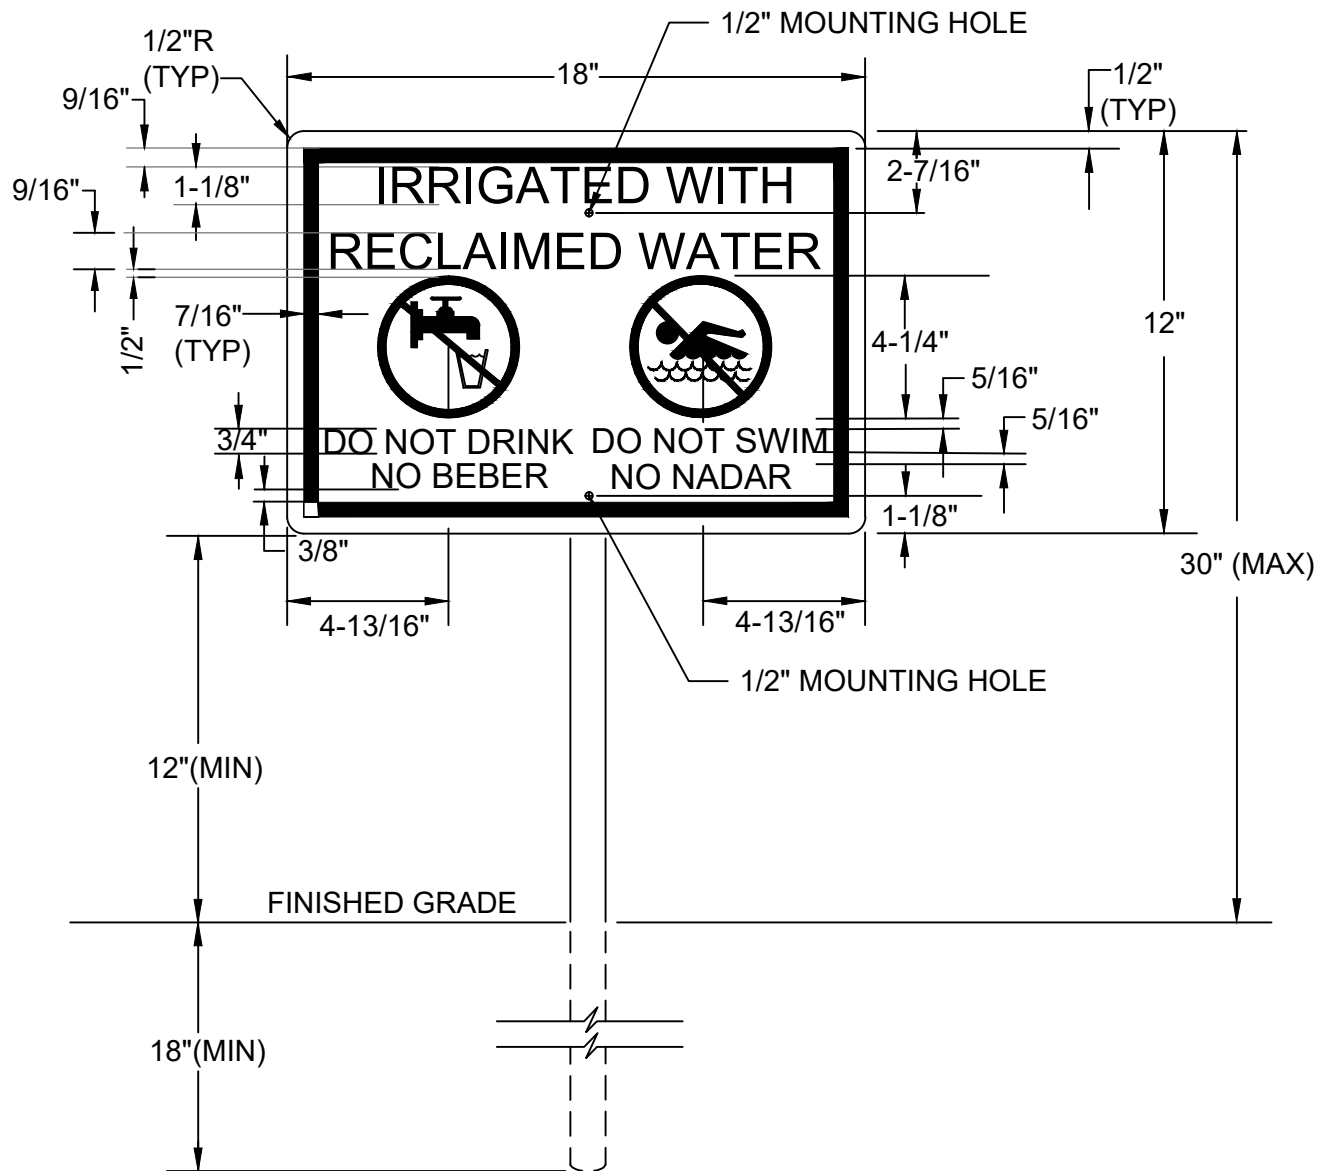 1/2" MOUNTING HOLE
1/2"R
(TYP)
18"
1/2"
(TYP)
9/16"
2-7/16"
9/16"
1-1/8"
IRRIGATED WITH
RECLAIMED WATER
7/16"
(TYP)
1/2"
12"
4-1/4"
5/16"
5/16"
3/4"
DO NOT DRINK DO NOT SWIM
NO BEBER NO NADAR
1-1/8"
3/8"
30" (MAX)
4-13/16"
4-13/16"
1/2" MOUNTING HOLE
12"(MIN)
FINISHED GRADE
18"(MIN)